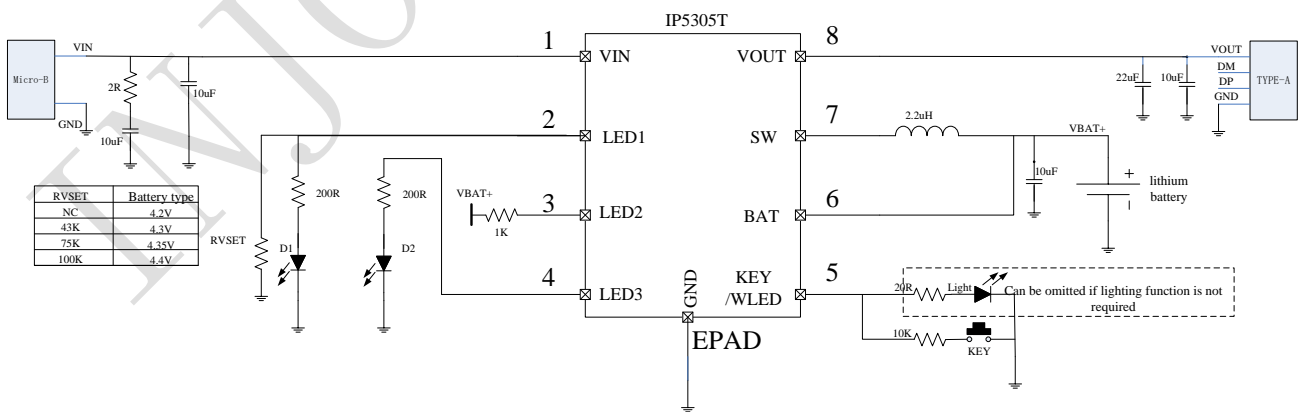 IP5305T
Micro-B
VIN
GND
2R
10uF
10uF
1
VIN
2
LED1
3
LED2
4
LED3
200R
200R
D1
D2
RVSET
VBAT+
1K
RVSET Battery type
NC 4.2V
43K 4.3V
75K 4.35V
100K 4.4V
GND
EPAD
8
VOUT
7
SW
6
BAT
5
KEY
/WLED
22uF
10uF
VOUT
DM
DP
GND
TYPE-A
2.2uH
VBAT+
10uF
+
lithium
battery
20R
Light
Can be omitted if lighting function is not
required
10K
KEY
INJO